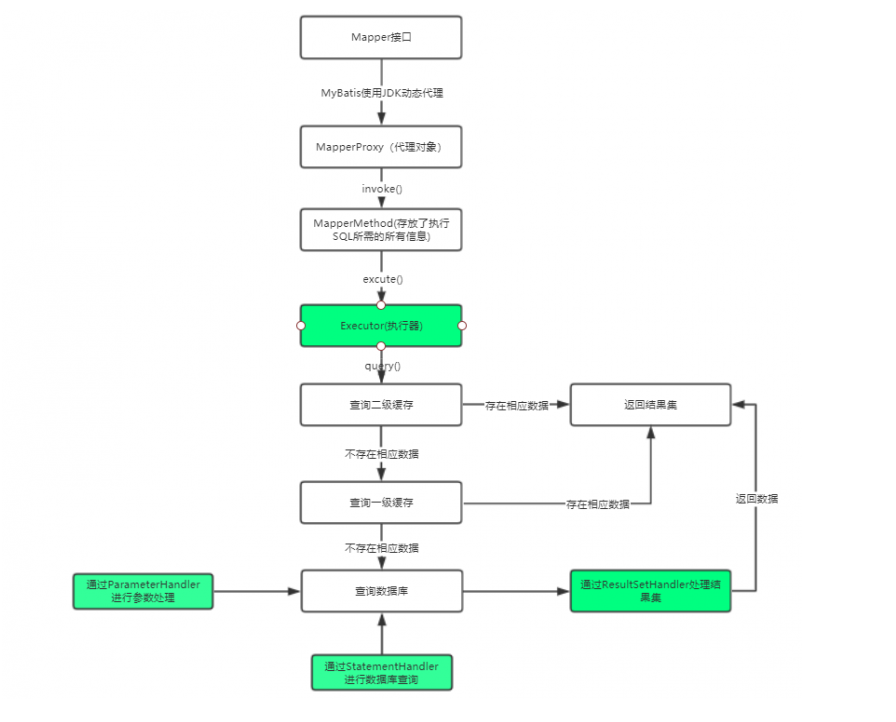 Mapper接口
MyBatis使用JDK动态代理
MapperProxy（代理对象）
invoke()
MapperMethod(存放了执行
SQL所需的所有信息)
excute()
Executor(执行器)
query()
查询二级缓存
存在相应数据
返回结果集
不存在相应数据
查询一级缓存
存在相应数据
返回数据
不存在相应数据
通过ParameterHandler
进行参数处理
查询数据库
通过ResultSetHandler处理结
果集
通过StatementHandler
进行数据库查询